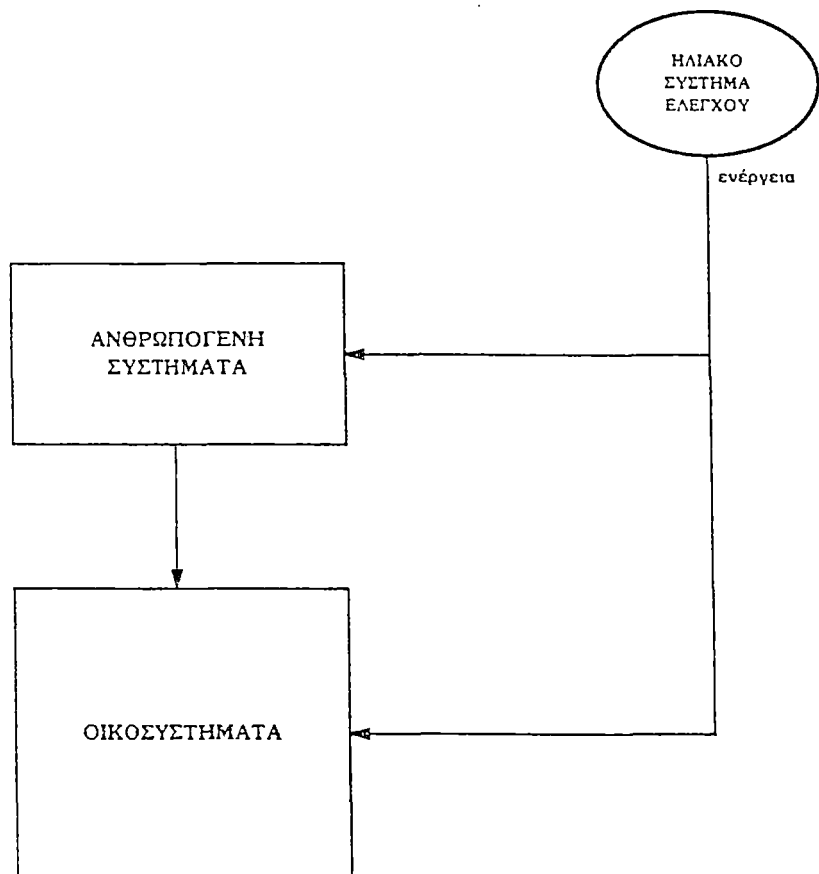 ΗΛΙΑΚΟ
ΣΥΣΤΗΜΑ
ΕΛΕΓΧΟΥ
ενέργεια
ΑΝΘΡΩΠΟΓΕΝΗ
ΣΥΣΤΗΜΑΤΑ
ΟΙΚΟΣΥΣΤΗΜΑΤΑ